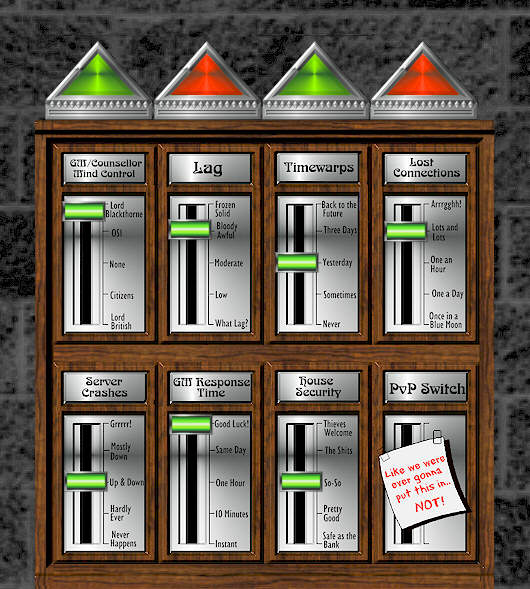 GM/Counsellor
Mind Control
Lord
Blackthorne
OSI
None
Citizens
Lord
British
Lag
Frozen
Solid
Bloody
Awful
Moderate
Low
What Lag?
Timewarps
Back to the
Future
Three Days
Yesterday
Sometimes
Never
Lost
Connections
Arrrgghh!
Lots and
Lots
One an
Hour
One a Day
Once in a
Blue Moon
Server
Crashes
Grrrr!
Mostly
Down
Up & Down
Hardly
Ever
Never
Happens
GM Response
Time
Good Luck!
Same Day
One Hour
10 Minutes
Instant
House
Security
Thieves
Welcome
The Shits
So-So
Pretty
Good
Safe as the
Bank
PvP Switch
Like we were
ever gonna
put this in..
NOT!